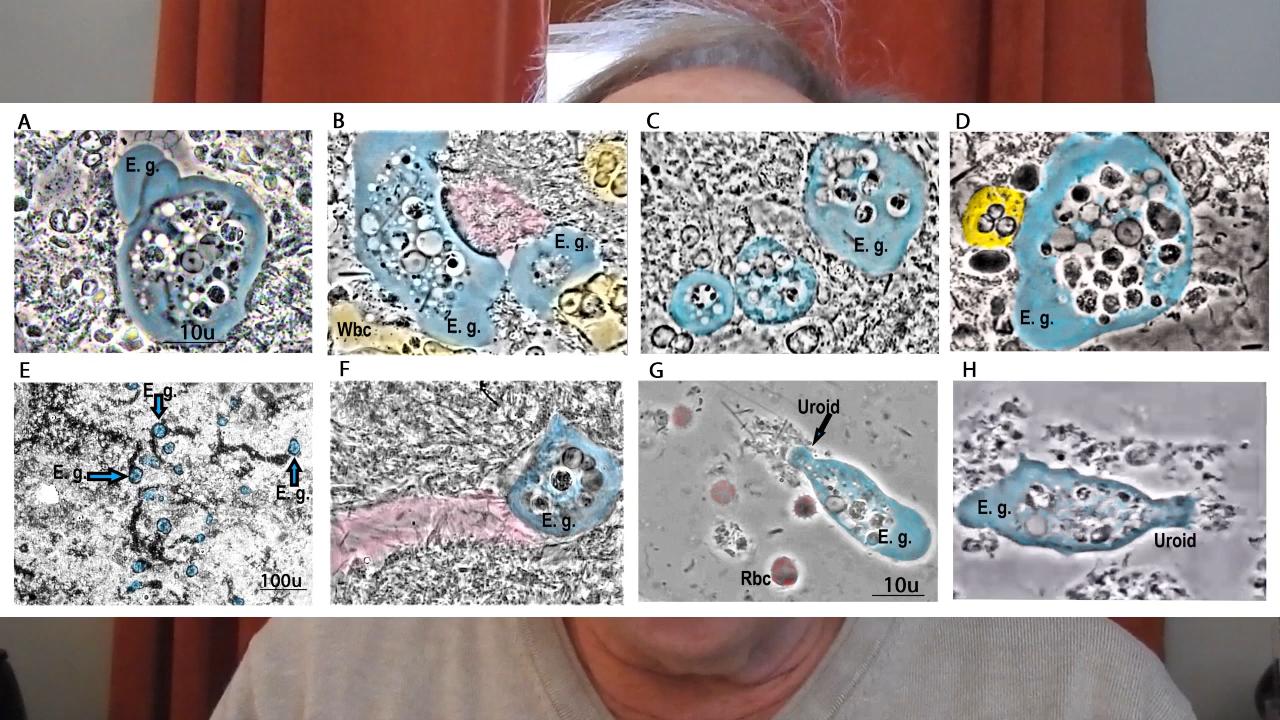 A
B
C
D
E. g.
10u
E. g.
Wbc
E. g.
E. g.
E. g.
E
F
G
H
E. g.
E. g.
E. g.
100u
E. g.
Uroid
E. g.
Rbc
10u
E. g.
Uroid